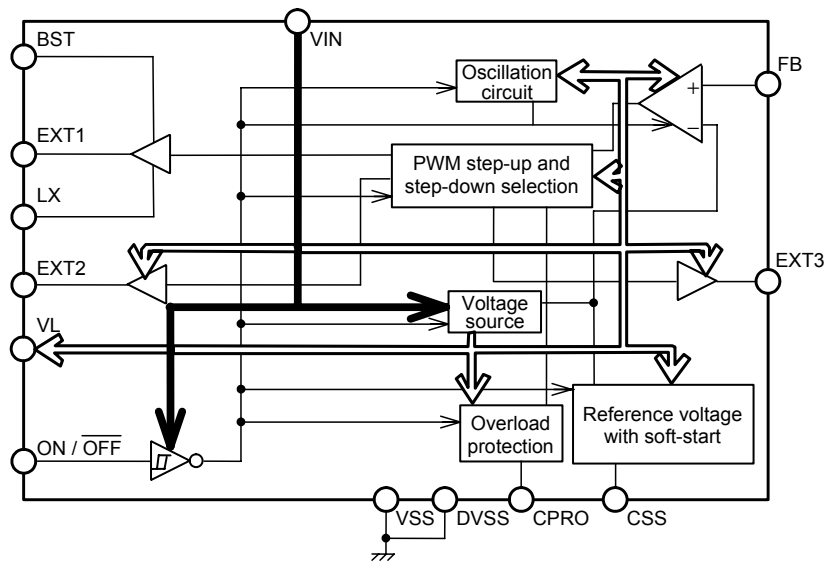 BST
VIN
FB
Oscillation
circuit
+
−
EXT1
PWM step-up and
step-down selection
LX
EXT2
EXT3
Voltage
source
VL
Reference voltage
with soft-start
Overload
protection
ON / OFF
VSS
DVSS
CPRO
CSS